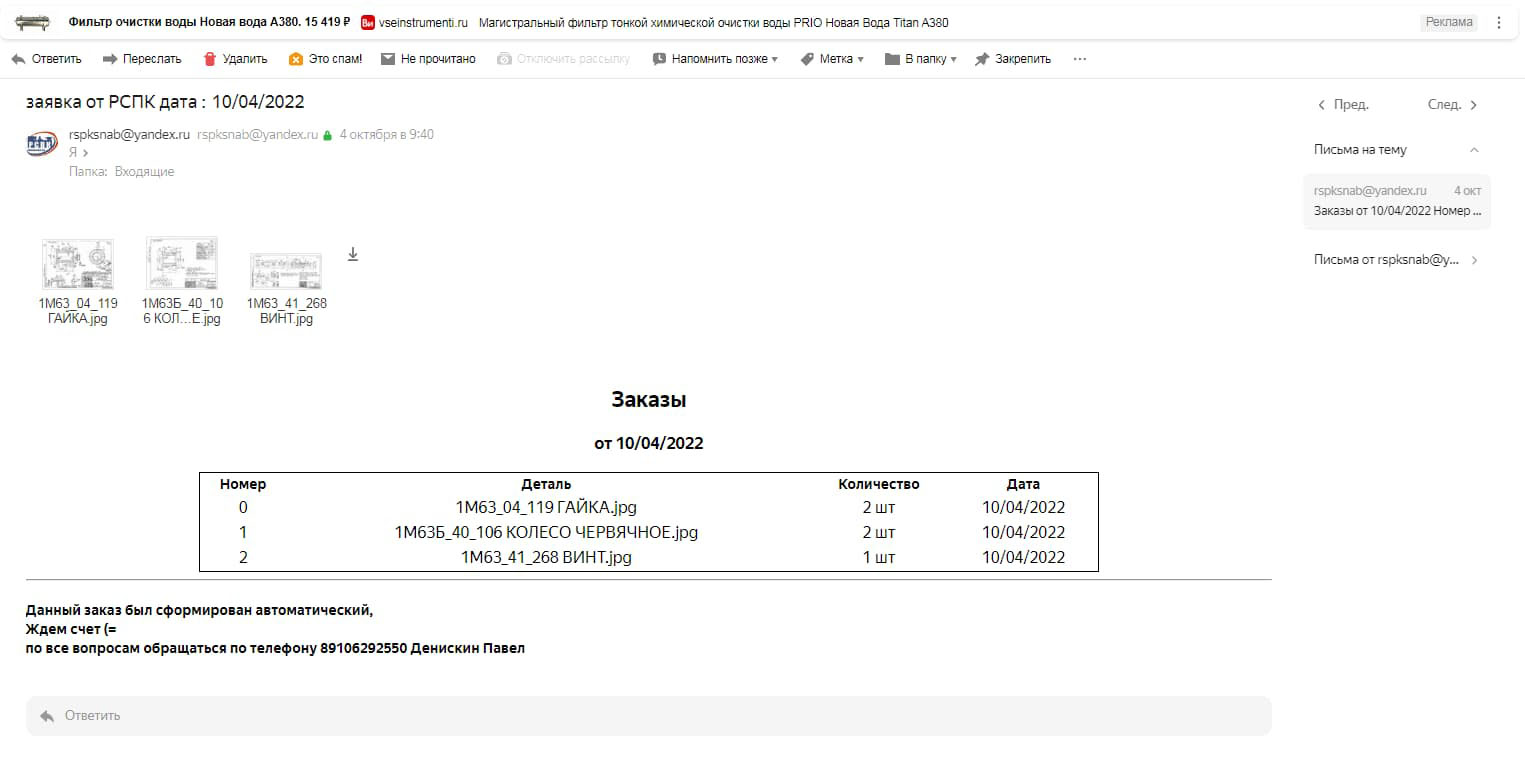 Фильтр очистки воды Новая вода А380. 15 419 ₽ Ви vseinstrumenti.ru Магистральный фильтр тонкой химической очистки воды PRIO Новая Вода Titan A380 Реклама
Ответить Переслать Удалить Это спам! Не прочитано Отключить рассылку Напомнить позже Метка В папку Закрепить
заявка от РСПК дата : 10/04/2022
Пред. След.
rspksnab@yandex.ru rspksnab@yandex.ru 4 октября в 9:40
Я
Папка: Входящие
Письма на тему
rspksnab@yandex.ru 4 окт
Заказы от 10/04/2022 Номер ...
Письма от rspksnab@y...
1М63_04_119 ГАЙКА.jpg
1М63Б_40_10 6 КОЛ...Е.jpg
1М63_41_268 ВИНТ.jpg
Заказы
от 10/04/2022
Номер Деталь Количество Дата
0 1М63_04_119 ГАЙКА.jpg 2 шт 10/04/2022
1 1М63Б_40_106 КОЛЕСО ЧЕРВЯЧНОЕ.jpg 2 шт 10/04/2022
2 1М63_41_268 ВИНТ.jpg 1 шт 10/04/2022
Данный заказ был сформирован автоматический,
Ждем счет (=
по все вопросам обращаться по телефону 89106292550 Денискин Павел
Ответить